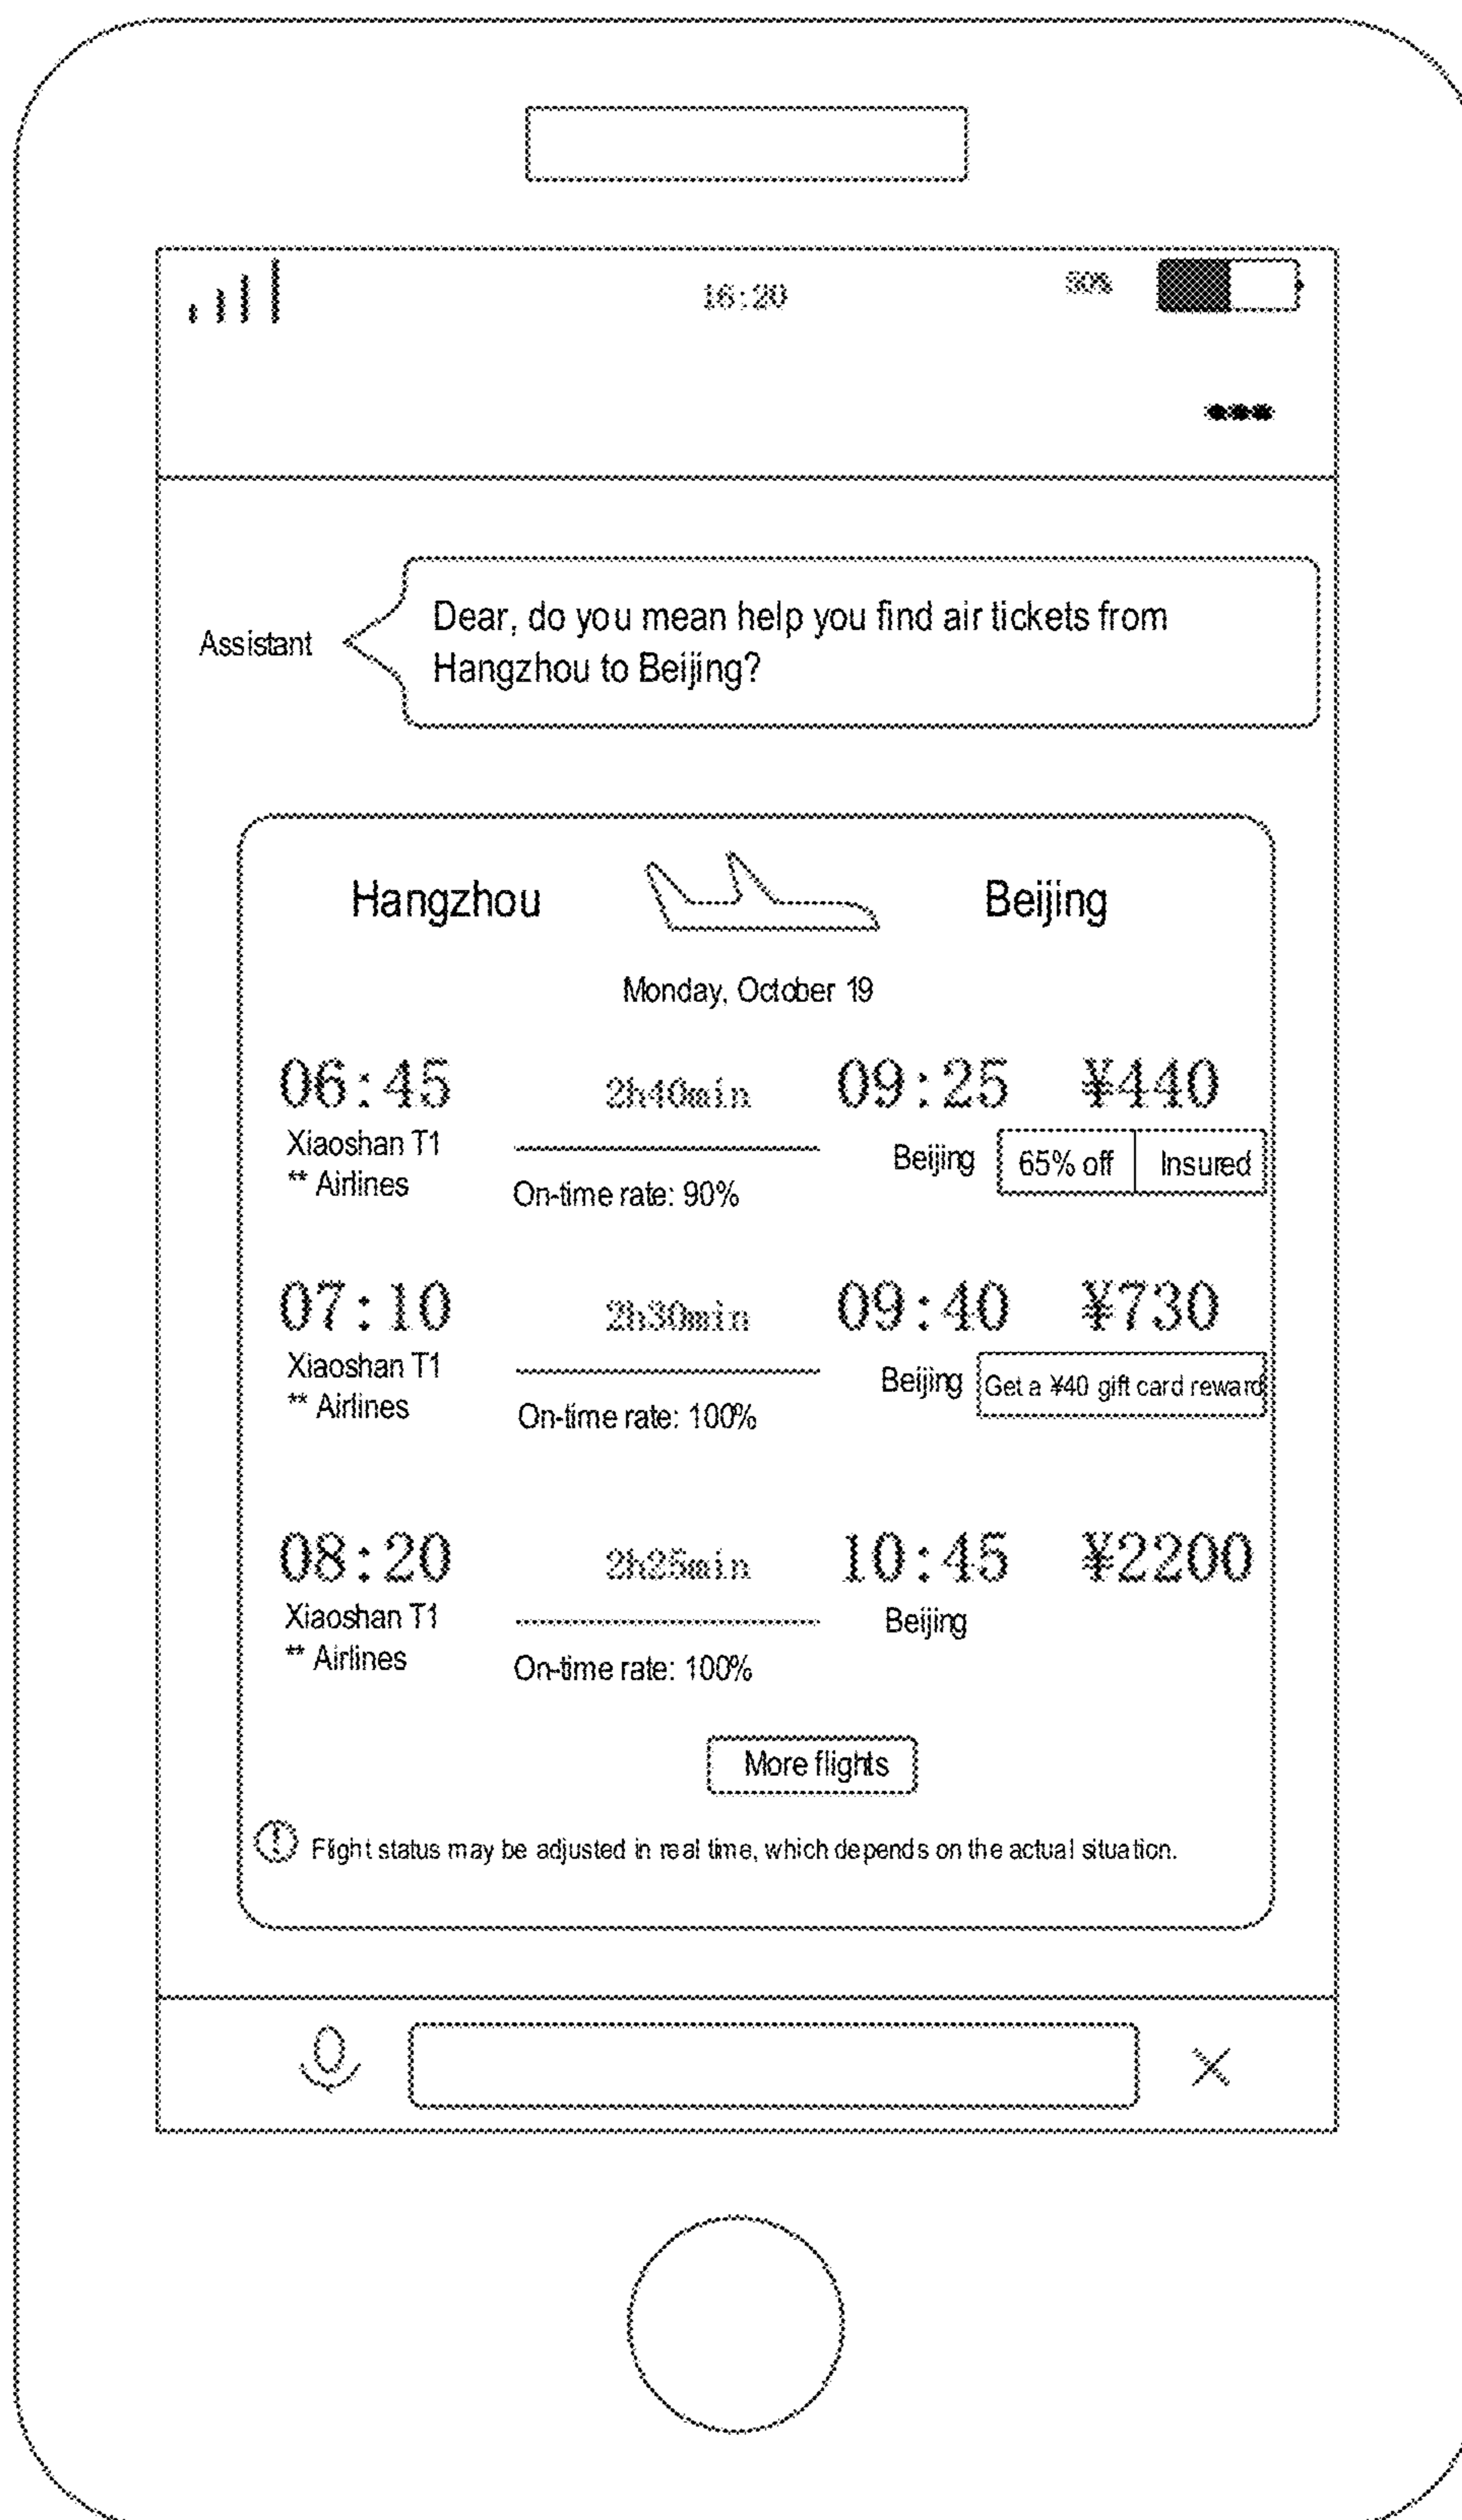 16:20
Dear, do you mean help you find air tickets from
Hangzhou to Beijing?
Assistant
Hangzhou Beijing
Monday, October 19
06:45 2h40min 09:25 ¥440
Xiaoshan T1 Beijing 65% off Insured
** Airlines On-time rate: 90%
07:10 2h30min 09:40 ¥730
Xiaoshan T1 Beijing Get a ¥40 gift card reward
** Airlines On-time rate: 100%
08:20 2h25min 10:45 ¥2200
Xiaoshan T1 Beijing
** Airlines On-time rate: 100%
More flights
Flight status may be adjusted in real time, which depends on the actual situation.